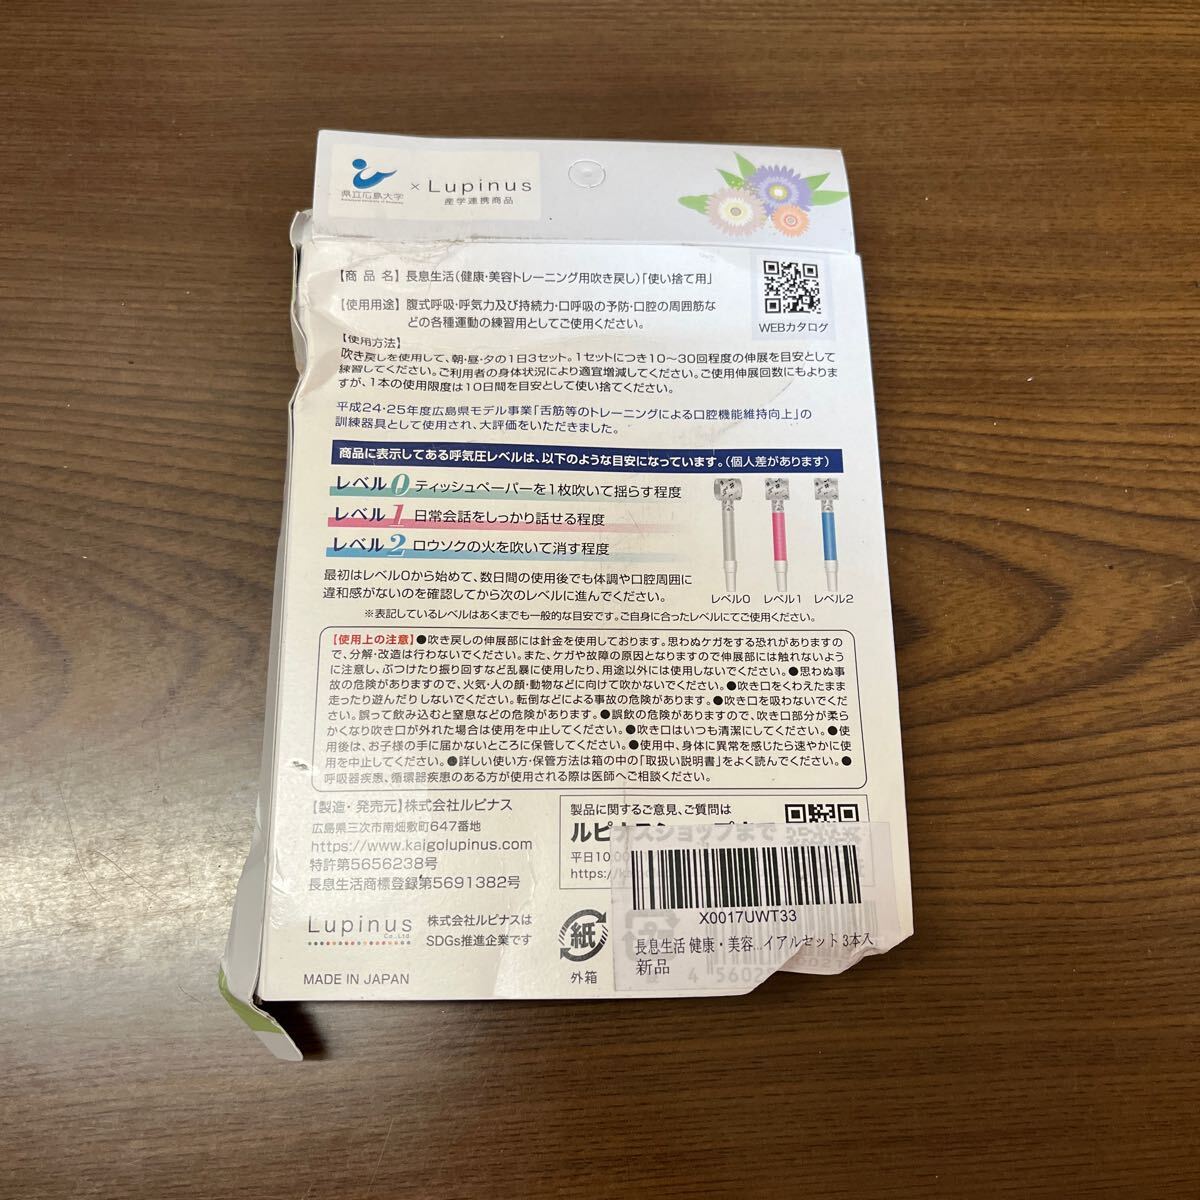 県立広島大学
×
Lupinus
産学連携商品
【商品名】長息生活(健康・美容トレーニング用吹き戻し)「使い捨て用」
【使用用途】腹式呼吸・呼気力及び持続力・口呼吸の予防・口腔の周囲筋な
どの各種運動の練習用としてご使用ください。
WEBカタログ
【使用方法】
吹き戻しを使用して、朝・昼・夕の1日3セット。1セットにつき10〜30回程度の伸展を目安として
練習してください。ご利用者の身体状況により適宜増減してください。ご使用伸展回数にもよりま
すが、1本の使用限度は10日間を目安として使い捨てください。
平成24・25年度広島県モデル事業「舌筋等のトレーニングによる口腔機能維持向上」の
訓練器具として使用され、大評価をいただきました。
商品に表示してある呼気圧レベルは、以下のような目安になっています。(個人差があります)
レベル0 ティッシュペーパーを1枚吹いて揺らす程度
レベル1 日常会話をしっかり話せる程度
レベル2 ロウソクの火を吹いて消す程度
レベル0 レベル1 レベル2
最初はレベル0から始めて、数日間の使用後でも体調や口腔周囲に
違和感がないのを確認してから次のレベルに進んでください。
※表記しているレベルはあくまでも一般的な目安です。ご自身に合ったレベルにてご使用ください。
【使用上の注意】●吹き戻しの伸展部には針金を使用しております。思わぬケガをする恐れがありますの
で、分解・改造は行わないでください。また、ケガや故障の原因となりますので伸展部には触れないように
に注意し、ぶつけたり振り回すなど乱暴に使用したり、用途以外には使用しないでください。●思わぬ事
故の危険がありますので、火気・人の顔・動物などに向けて吹かないでください。●吹き口をくわえたまま
走ったり遊んだりしないでください。転倒などによる事故の危険があります。●吹き口を吸わないでくだ
さい。誤って飲み込むと窒息などの危険があります。●誤飲の危険がありますので、吹き口部分が柔ら
かくなり吹き口が外れた場合は使用を中止してください。●吹き口はいつも清潔にしてください。●使
用後は、お子様の手に届かないところに保管してください。●使用中、身体に異常を感じたら速やかに使
用を中止してください。●詳しい使い方・保管方法は箱の中の「取扱い説明書」をよく読んでください。●
呼吸器疾患、循環器疾患のある方が使用される際は医師へご相談ください。
【製造・発売元】株式会社ルピナス
広島県三次市南畑敷町647番地
https://www.kaigolupinus.com
特許第5656238号
長息生活商標登録第5691382号
製品に関するご意見、ご質問は
ルピナスショップまで
平日10:00
X0017UWT33
長息生活 健康・美容...イアルセット 3本入
新品
Lupinus
Co.,Ltd.
株式会社ルピナスは
SDGs推進企業です
紙
外箱
MADE IN JAPAN